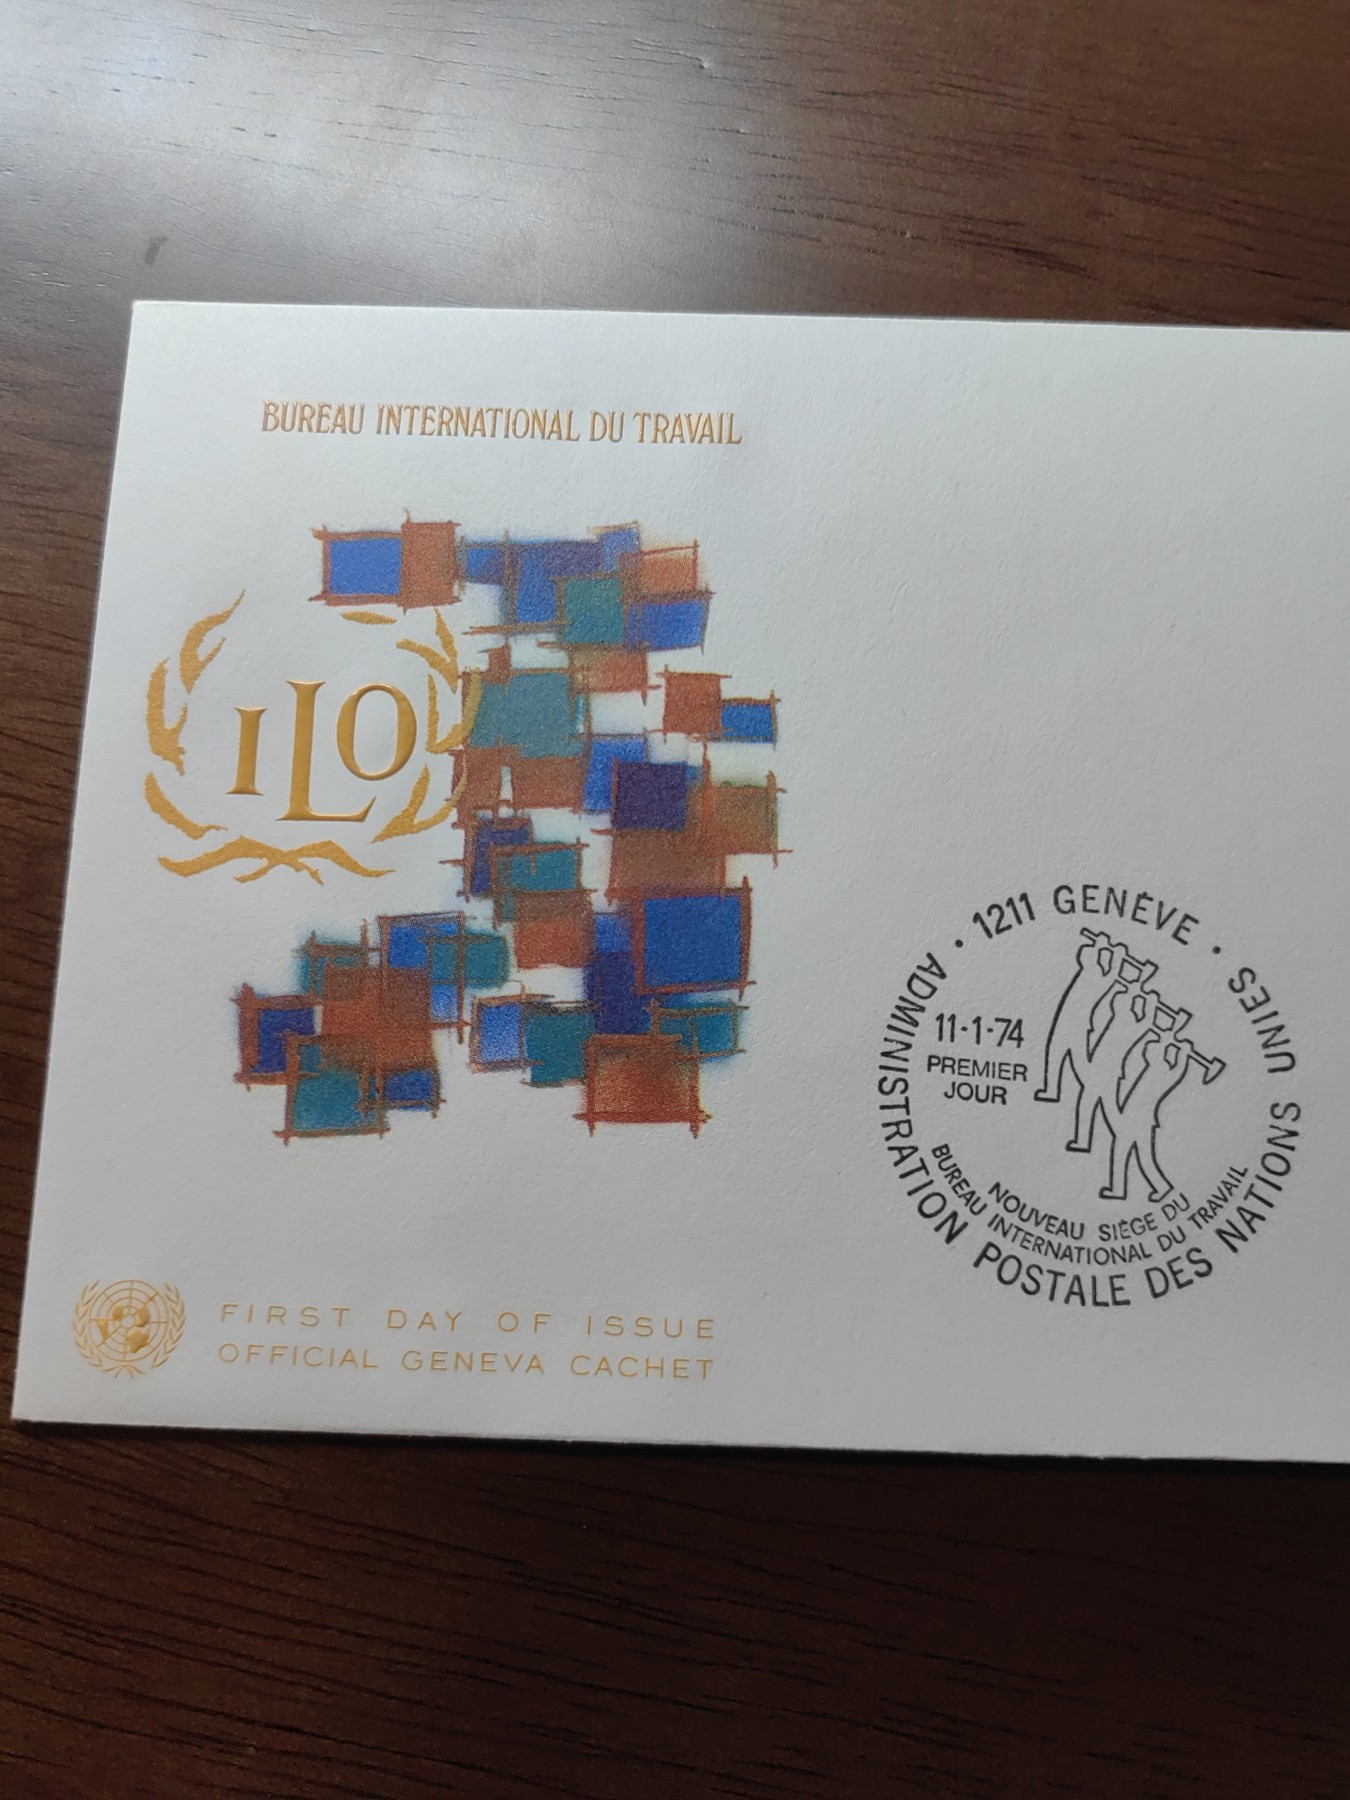 BUREAU INTERNATIONAL DU TRAVAIL
ILO
FIRST DAY OF ISSUE
OFFICIAL GENEVA CACHET
· 1211 GENÈVE ·
ADMINISTRATION POSTALE DES NATIONS UNIES
11-1-74
PREMIER
JOUR
NOUVEAU SIÈGE DU
BUREAU INTERNATIONAL DU TRAVAIL